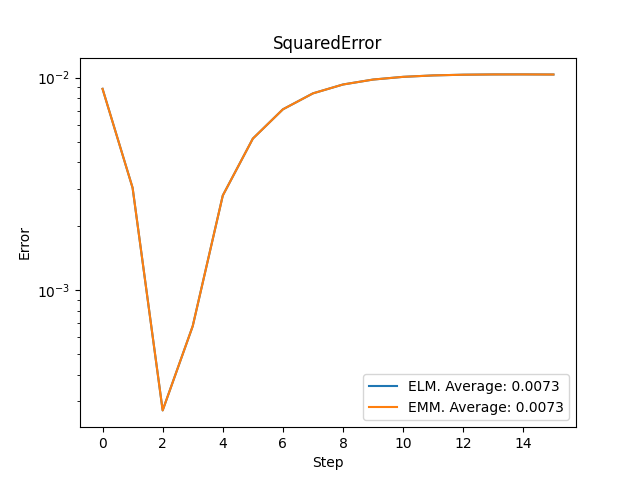 SquaredError
10⁻²
10⁻³
Error
0 2 4 6 8 10 12 14
Step
ELM. Average: 0.0073
EMM. Average: 0.0073